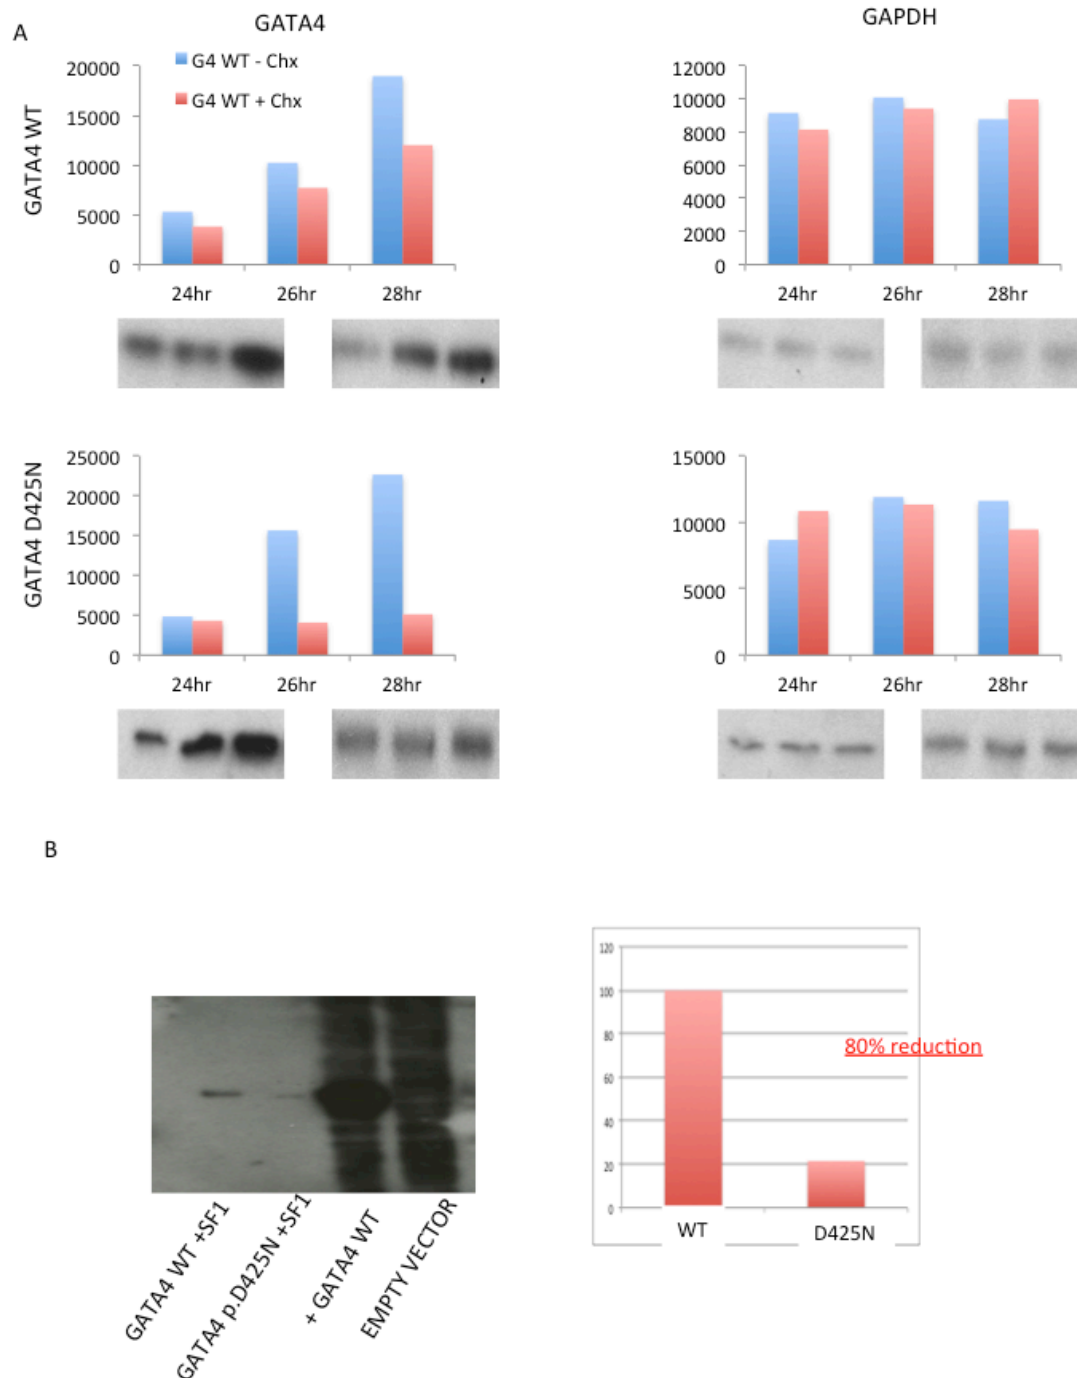 A
GATA4
GAPDH
G4 WT - Chx
G4 WT + Chx
GATA4 WT
20000
15000
10000
5000
0
24hr 26hr 28hr
12000
10000
8000
6000
4000
2000
0
24hr 26hr 28hr
GATA4 D425N
25000
20000
15000
10000
5000
0
24hr 26hr 28hr
15000
10000
5000
0
24hr 26hr 28hr
B
GATA4 WT +SF1
GATA4 p.D425N +SF1
+ GATA4 WT
EMPTY VECTOR
120
100
80
60
40
20
0
80% reduction
WT D425N